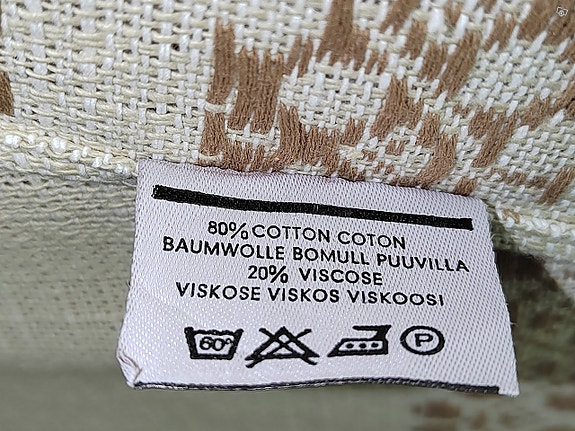 80% COTTON COTON
BAUMWOLLE BOMULL PUUVILLA
20% VISCOSE
VISKOSE VISKOS VISKOOSI
60° P